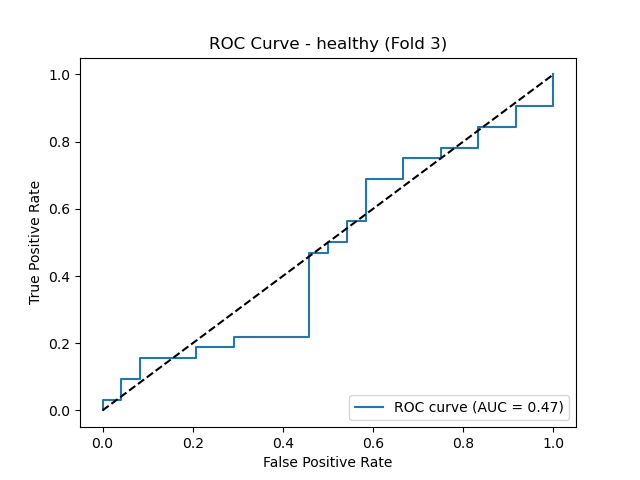 ROC Curve - healthy (Fold 3)
1.0
0.8
0.6
0.4
0.2
0.0
True Positive Rate
ROC curve (AUC = 0.47)
0.0 0.2 0.4 0.6 0.8 1.0
False Positive Rate